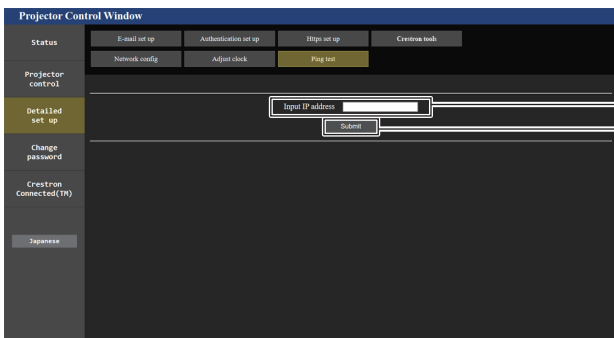 Projector Control Window
Status
E-mail set up
Authentication set up
Https set up
Crestron tools
Network config
Adjust clock
Ping test
Projector
control
Detailed
set up
Input IP address
Submit
Change
password
Crestron
Connected(TM)
Japanese